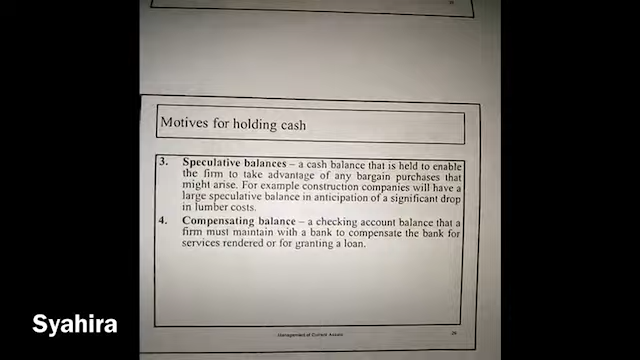 Motives for holding cash
3. Speculative balances – a cash balance that is held to enable
the firm to take advantage of any bargain purchases that
might arise. For example construction companies will have a
large speculative balance in anticipation of a significant drop
in lumber costs.
4. Compensating balance – a checking account balance that a
firm must maintain with a bank to compensate the bank for
services rendered or for granting a loan.
Management of Current Assets
Syahira